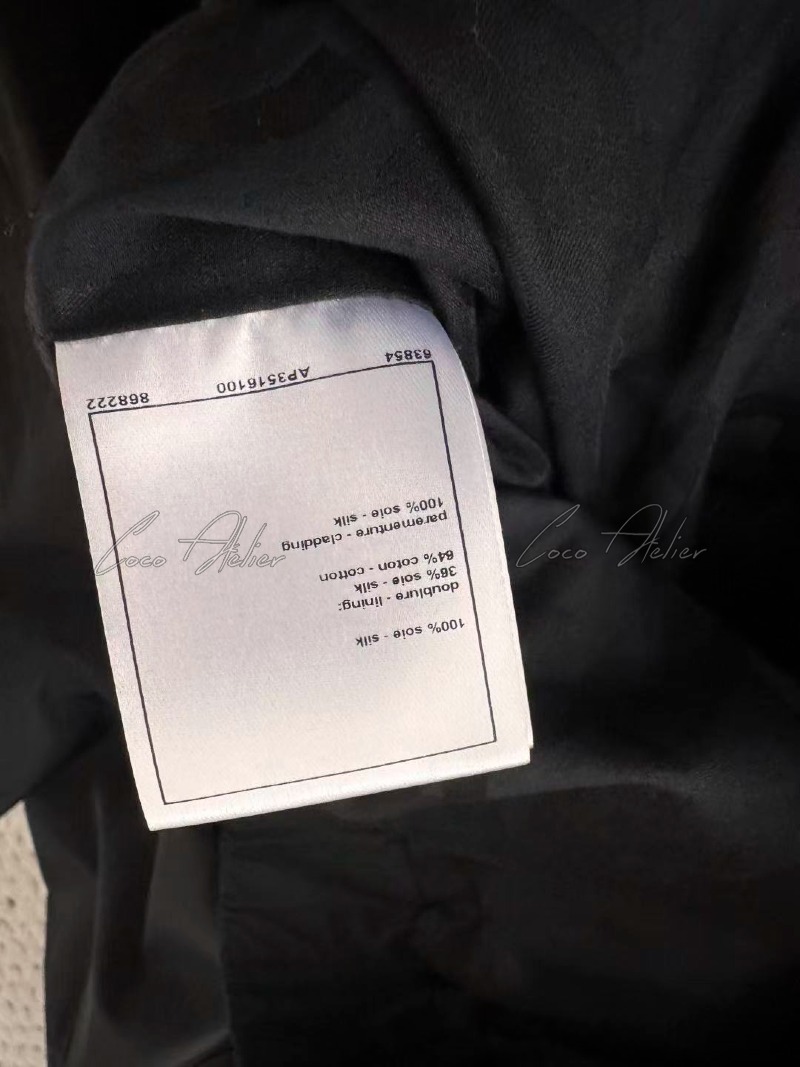 100% soie - silk
doublure - lining:
36% soie - silk
64% coton - cotton
parementure - cladding
100% soie - silk
63854 AP3516100 868222
Coco Atelier Coco Atelier